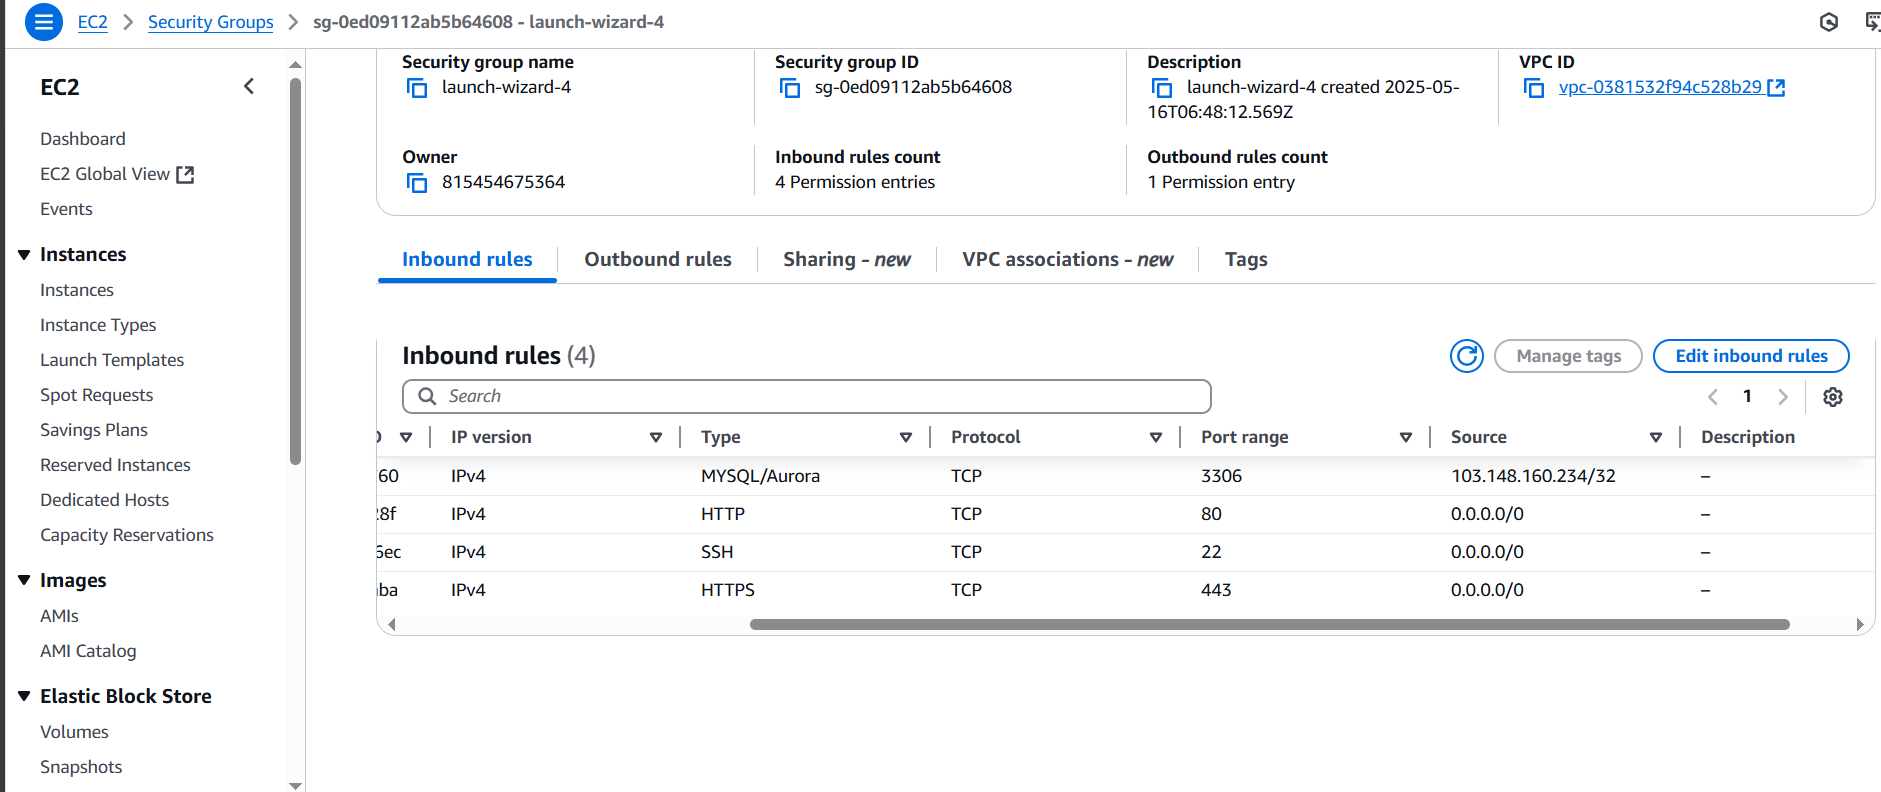 EC2 > Security Groups > sg-0ed09112ab5b64608 - launch-wizard-4
EC2
Dashboard
EC2 Global View
Events
Instances
Instances
Instance Types
Launch Templates
Spot Requests
Savings Plans
Reserved Instances
Dedicated Hosts
Capacity Reservations
Images
AMIs
AMI Catalog
Elastic Block Store
Volumes
Snapshots
Security group name
launch-wizard-4
Security group ID
sg-0ed09112ab5b64608
Description
launch-wizard-4 created 2025-05-
16T06:48:12.569Z
VPC ID
vpc-0381532f94c528b29
Owner
815454675364
Inbound rules count
4 Permission entries
Outbound rules count
1 Permission entry
Inbound rules Outbound rules Sharing - new VPC associations - new Tags
Inbound rules (4)
Manage tags Edit inbound rules
Search
1
IP version Type Protocol Port range Source Description
60 IPv4 MYSQL/Aurora TCP 3306 103.148.160.234/32 –
8f IPv4 HTTP TCP 80 0.0.0.0/0 –
6ec IPv4 SSH TCP 22 0.0.0.0/0 –
ba IPv4 HTTPS TCP 443 0.0.0.0/0 –